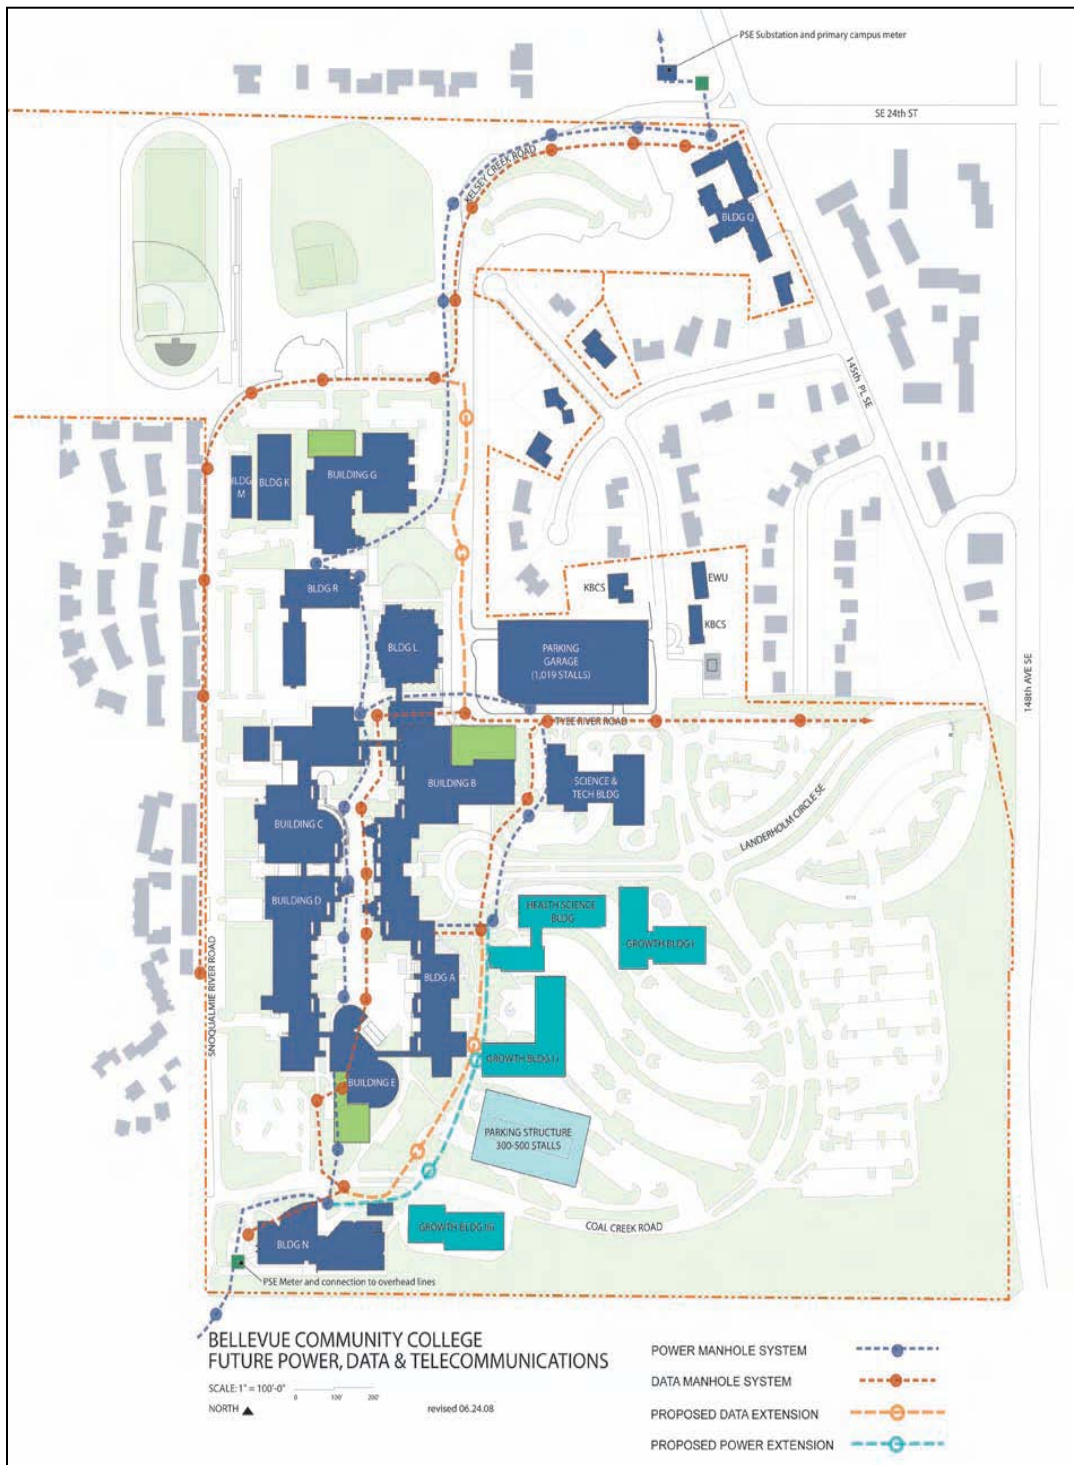 PSE Substation and primary campus meter
SE 24th ST
KELSEY CREEK ROAD
BLDG Q
145th PL SE
BUILDING G
BLDG K
M
BLDG R
BLDG L
KBCS
EWU
KBCS
PARKING
GARAGE
(1,019 STALLS)
148th AVE SE
TYEE RIVER ROAD
BUILDING B
SCIENCE &
TECH BLDG
LANDERHOLM CIRCLE SE
BUILDING C
BLDG D
HEALTH SCIENCE
BLDG
GROWTH BLDG I
BLDG A
SNOQUALMIE RIVER ROAD
GROWTH BLDG II
BUILDING E
PARKING STRUCTURE
300-500 STALLS
COAL CREEK ROAD
GROWTH BLDG III
BLDG N
PSE Meter and connection to overhead lines
BELLEVUE COMMUNITY COLLEGE
FUTURE POWER, DATA & TELECOMMUNICATIONS
SCALE: 1" = 100'-0"
0 100' 200'
NORTH
revised 06.24.08
POWER MANHOLE SYSTEM
DATA MANHOLE SYSTEM
PROPOSED DATA EXTENSION
PROPOSED POWER EXTENSION